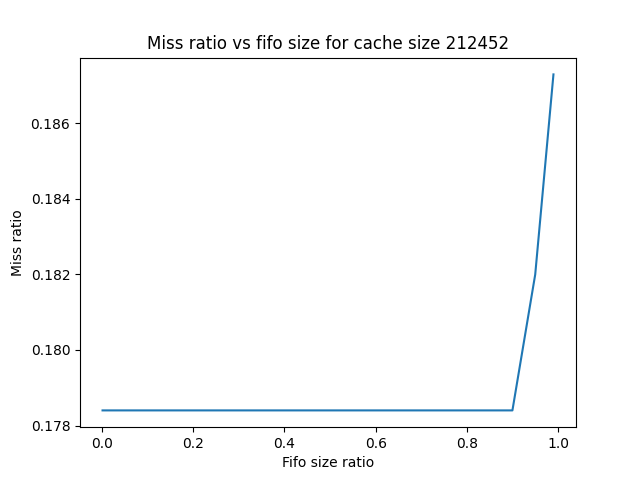 Miss ratio vs fifo size for cache size 212452
0.186
0.184
0.182
0.180
0.178
Miss ratio
0.0 0.2 0.4 0.6 0.8 1.0
Fifo size ratio